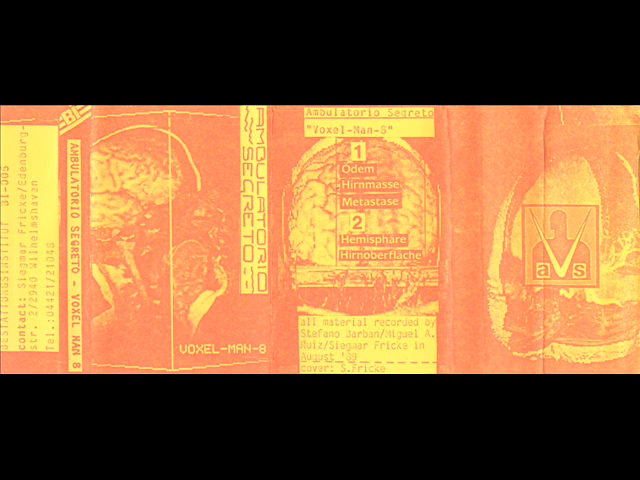 BESTATTUNGSINSTITUT BI-005
contact: Siegmar Fricke/Edenburg-
str. 2/2940 Wilhelmshaven
Tel.:04421/21048
BI
AMBULATORIO SEGRETO - VOXEL MAN 8
AMBULATORIO
SEGRETO
VOXEL-MAN-8
Ambulatorio Segreto
"Voxel-Man-8"
1
Ödem
Hirnmasse
Metastase
2
Hemisphäre
Hirnoberfläche
all material recorded by
Stefano Barban/Miguel A.
Ruiz/Siegmar Fricke in
August '89
cover: S.Fricke
aVs